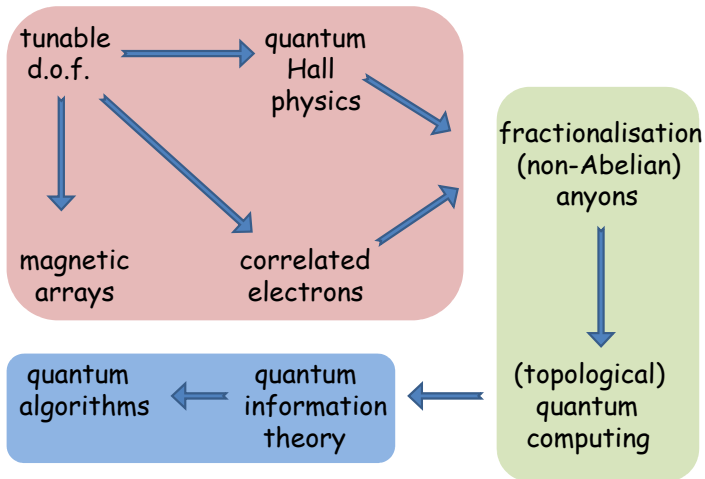 tunable
d.o.f.
quantum
Hall
physics
magnetic
arrays
correlated
electrons
fractionalisation
(non-Abelian)
anyons
(topological)
quantum
computing
quantum
information
theory
quantum
algorithms